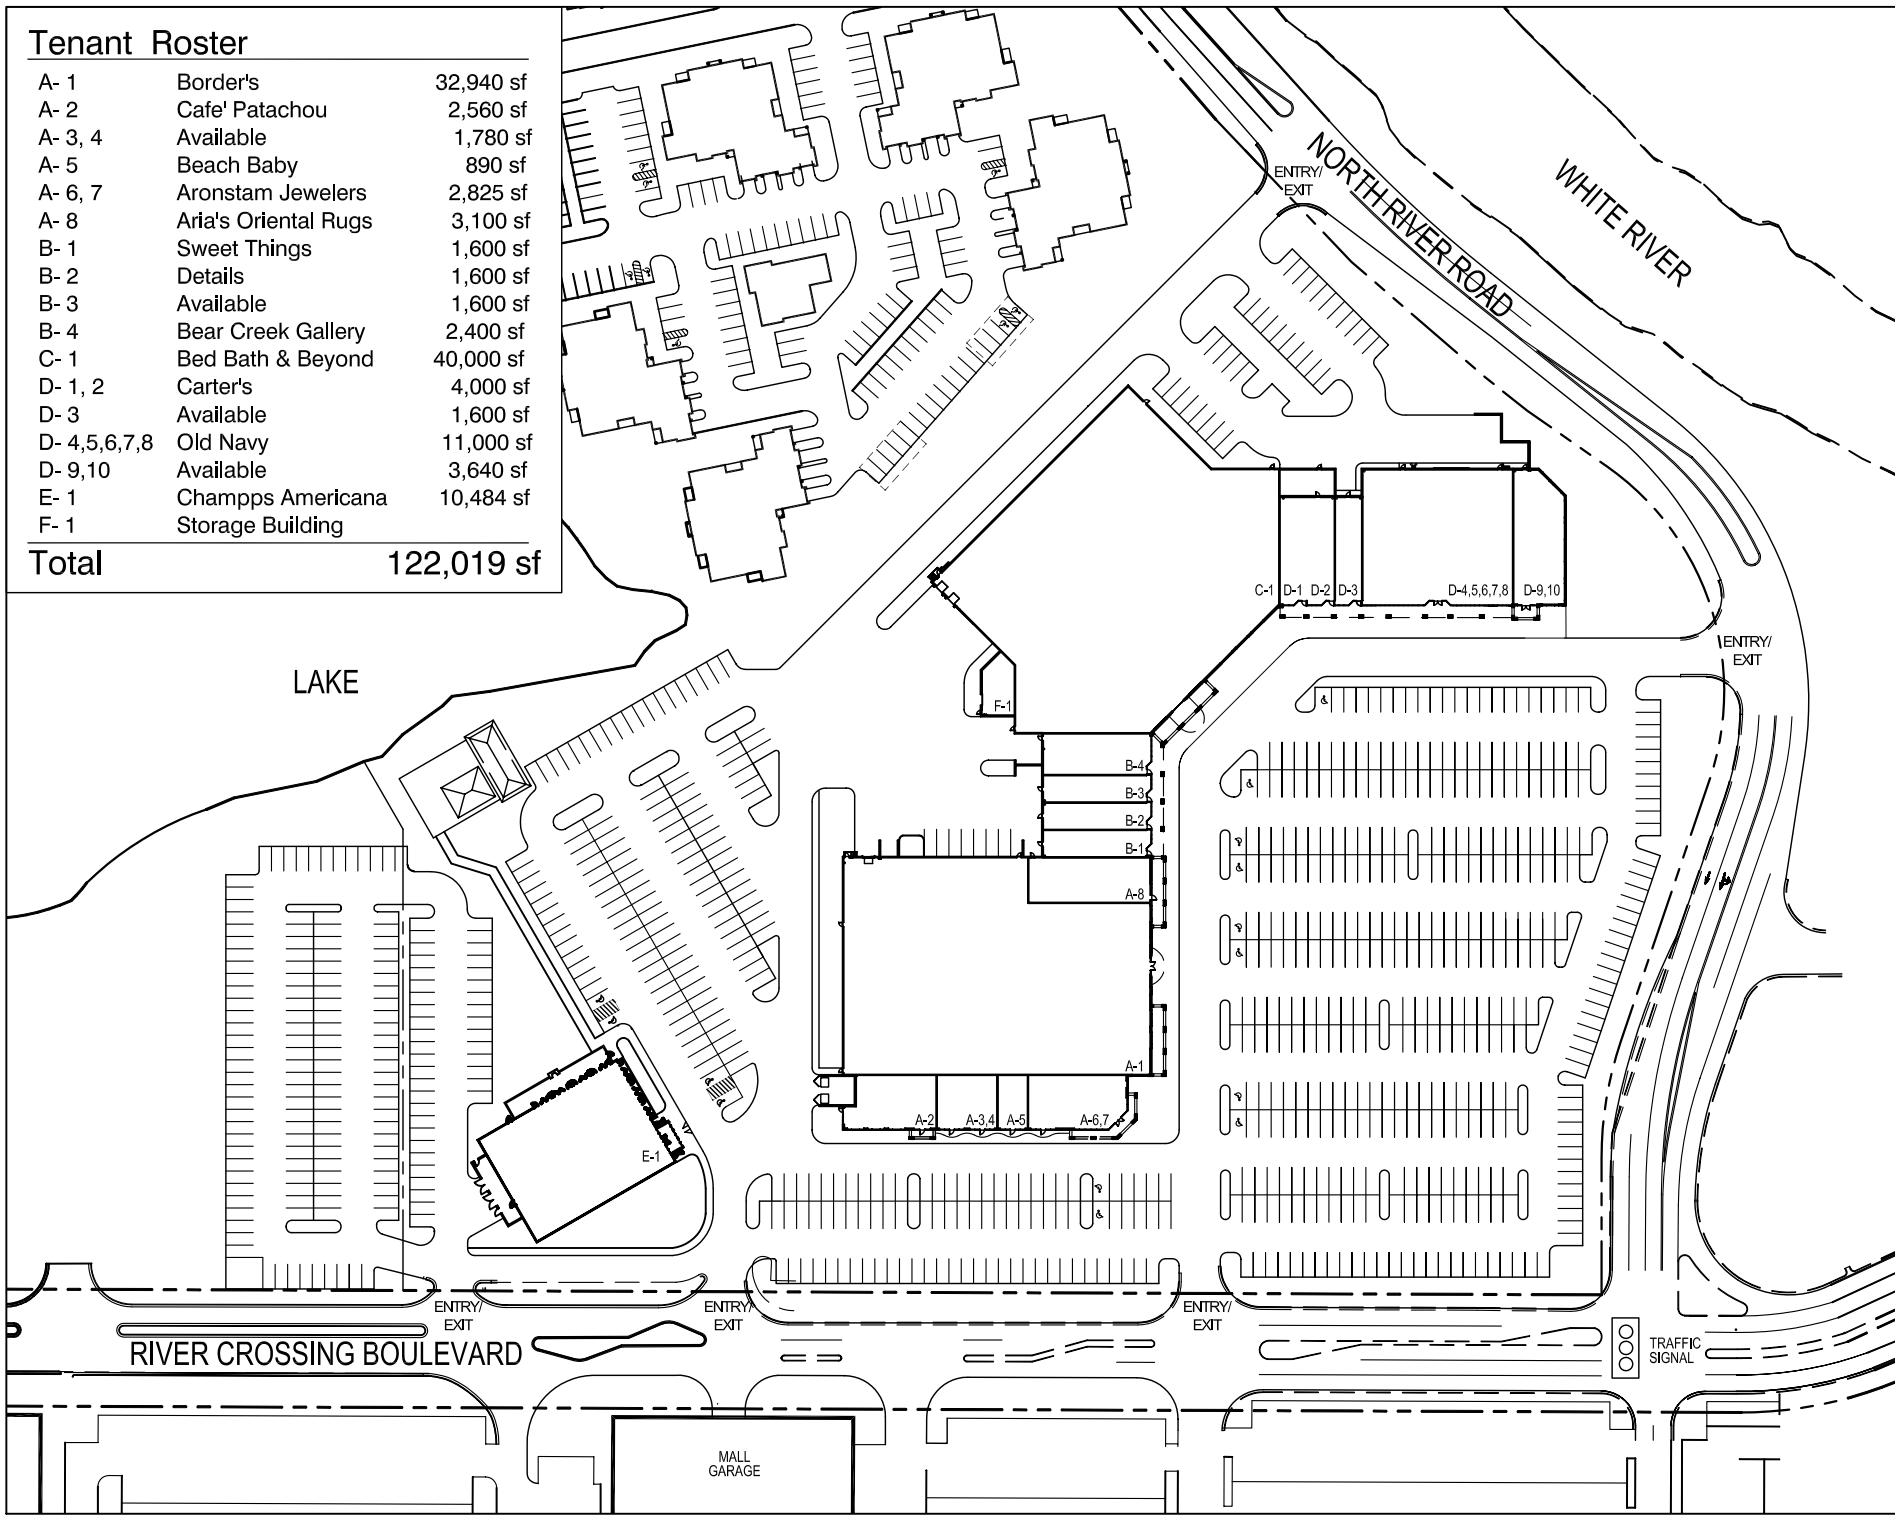 Tenant Roster
A- 1 Border's 32,940 sf
A- 2 Cafe' Patachou 2,560 sf
A- 3, 4 Available 1,780 sf
A- 5 Beach Baby 890 sf
A- 6, 7 Aronstam Jewelers 2,825 sf
A- 8 Aria's Oriental Rugs 3,100 sf
B- 1 Sweet Things 1,600 sf
B- 2 Details 1,600 sf
B- 3 Available 1,600 sf
B- 4 Bear Creek Gallery 2,400 sf
C- 1 Bed Bath & Beyond 40,000 sf
D- 1, 2 Carter's 4,000 sf
D- 3 Available 1,600 sf
D- 4,5,6,7,8 Old Navy 11,000 sf
D- 9,10 Available 3,640 sf
E- 1 Champps Americana 10,484 sf
F- 1 Storage Building
Total 122,019 sf
ENTRY/
EXIT
NORTH RIVER ROAD
WHITE RIVER
C-1 D-1 D-2 D-3 D-4,5,6,7,8 D-9,10
ENTRY/
EXIT
LAKE
F-1
B-4
B-3
B-2
B-1
A-8
A-1
A-2 A-3,4 A-5 A-6,7
E-1
ENTRY/
EXIT
ENTRY/
EXIT
ENTRY/
EXIT
RIVER CROSSING BOULEVARD
TRAFFIC
SIGNAL
MALL
GARAGE